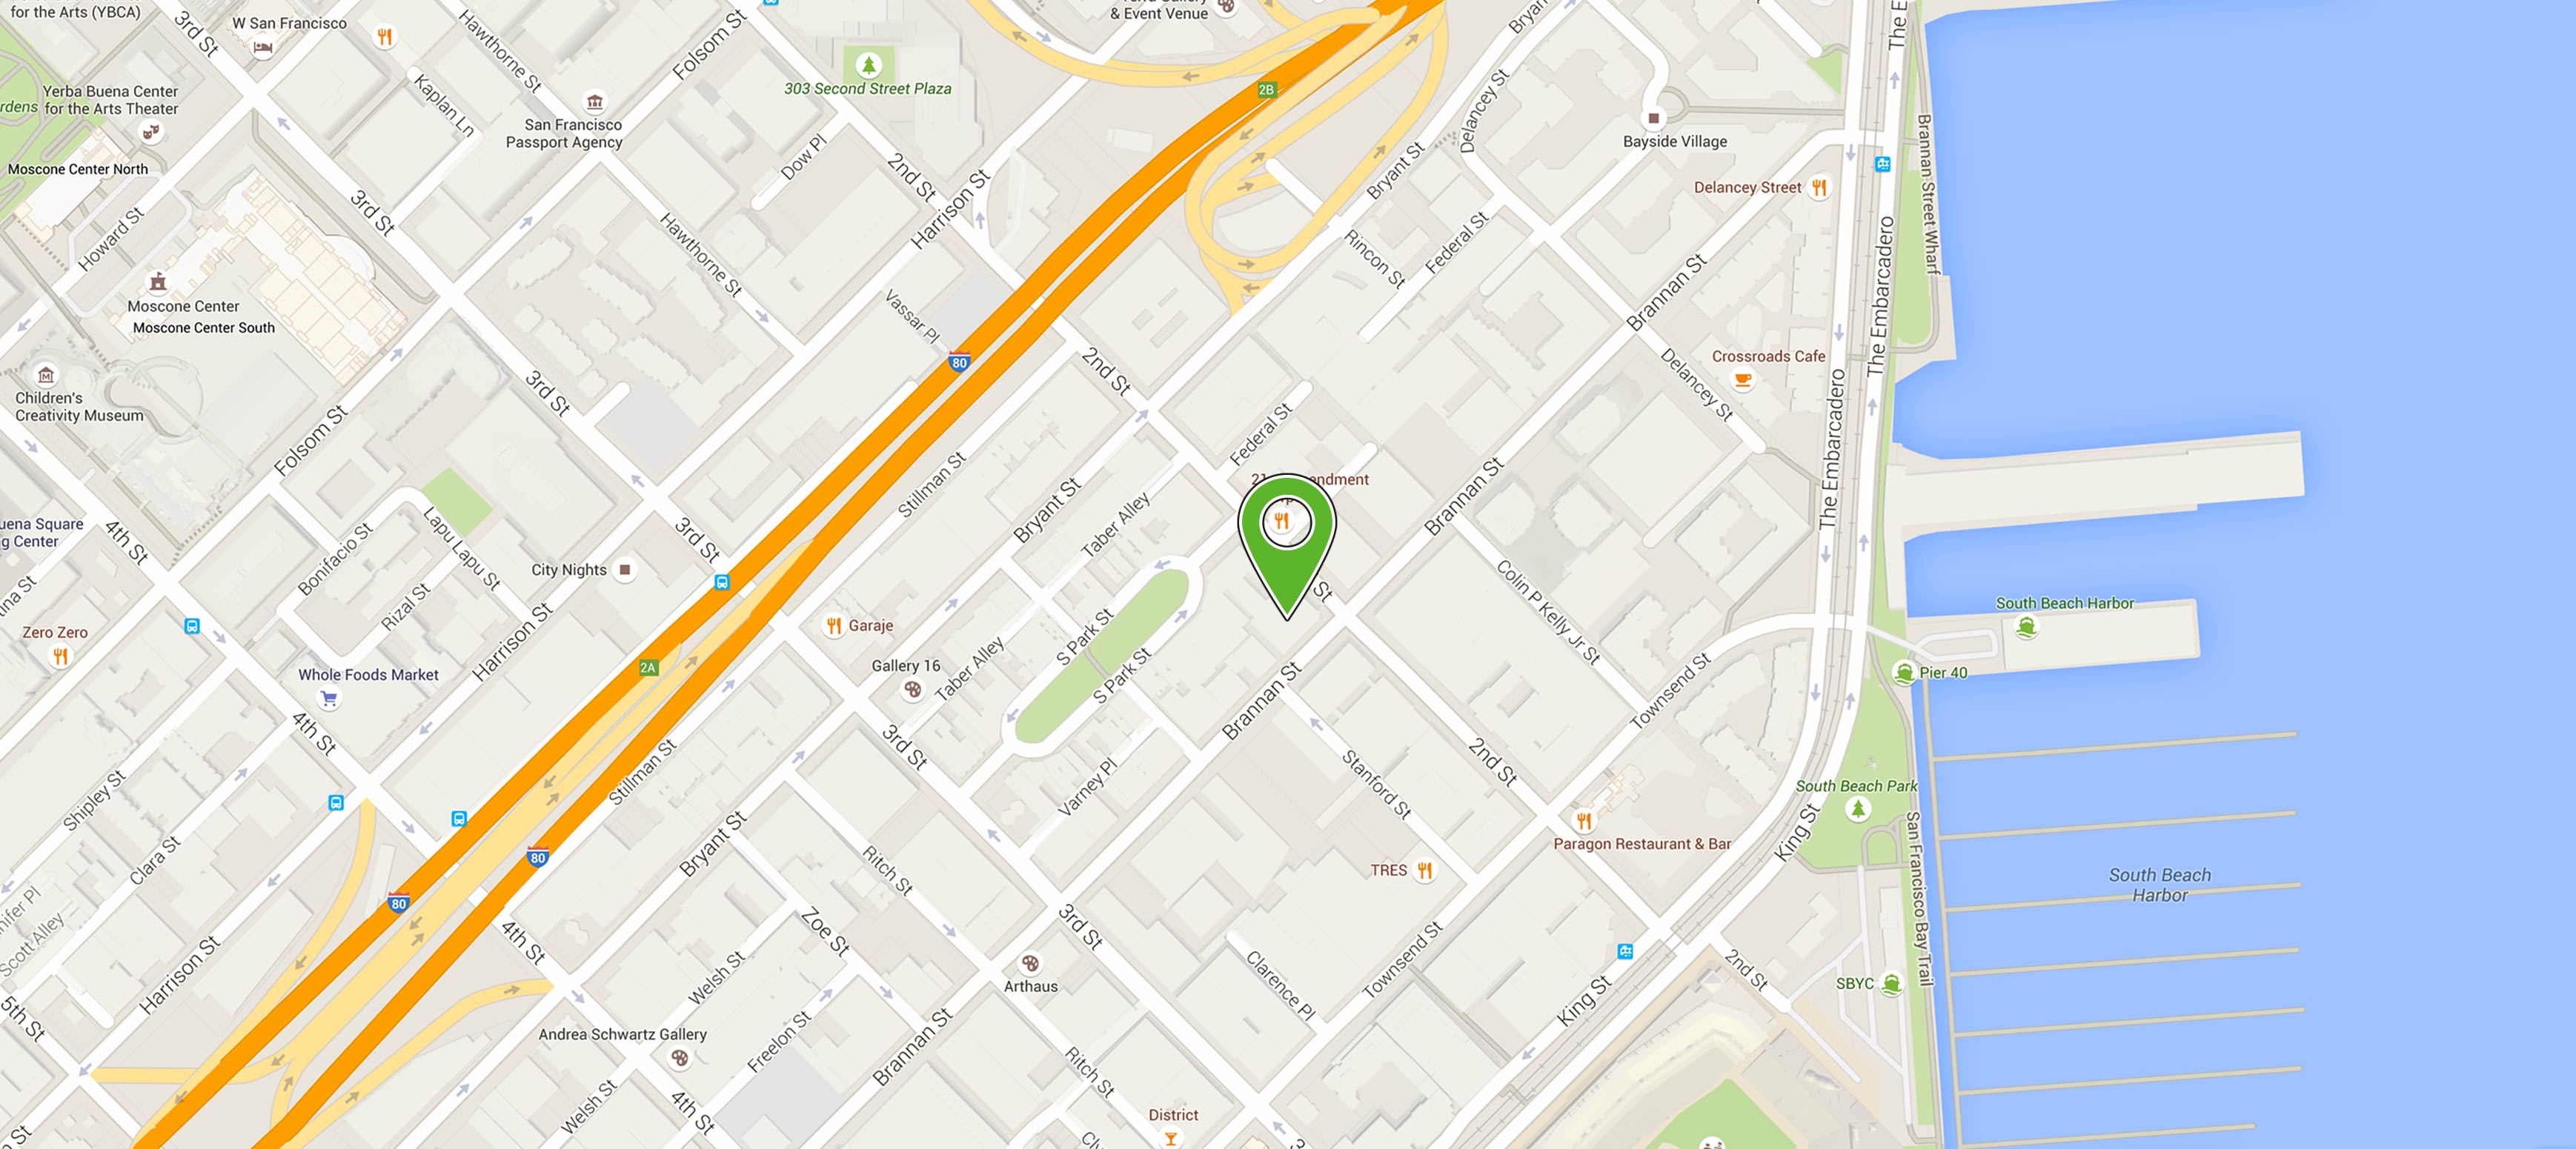 for the Arts (YBCA)
W San Francisco
3rd St
Hawthorne St
Folsom St
& Event Venue
The E
Yerba Buena Center
for the Arts Theater
rdens
Kaplan Ln
San Francisco
Passport Agency
303 Second Street Plaza
2B
Dow Pl
2nd St
Harrison St
Bryant St
Delancey St
Bayside Village
Delancey Street
Brannan Street Wharf
Moscone Center North
Howard St
3rd St
Hawthorne St
Vassar Pl
Rincon St
Federal St
Brannan St
The Embarcadero
Moscone Center
Moscone Center South
80
2nd St
Crossroads Cafe
Delancey St
Children's
Creativity Museum
3rd St
Folsom St
Federal St
The Embarcadero
Stillman St
Bryant St
Taber Alley
Brannan St
uena Square
g Center
4th St
Bonifacio St
Lapu Lapu St
Rizal St
City Nights
3rd St
St
Colin P Kelly Jr St
South Beach Harbor
Zero Zero
Harrison St
Garaje
S Park St
Pier 40
Whole Foods Market
2A
Gallery 16
Taber Alley
S Park St
Brannan St
Townsend St
4th St
3rd St
Stillman St
Varney Pl
Stanford St
2nd St
South Beach Park
Shipley St
Clara St
Bryant St
Ritch St
TRES
Paragon Restaurant & Bar
King St
80
80
San Francisco Bay Trail
South Beach
Harbor
Scott Alley
Harrison St
4th St
Zoe St
Welsh St
3rd St
Arthaus
Clarence Pl
Townsend St
King St
2nd St
SBYC
5th St
Andrea Schwartz Gallery
Freelon St
Brannan St
Ritch St
Welsh St
4th St
District